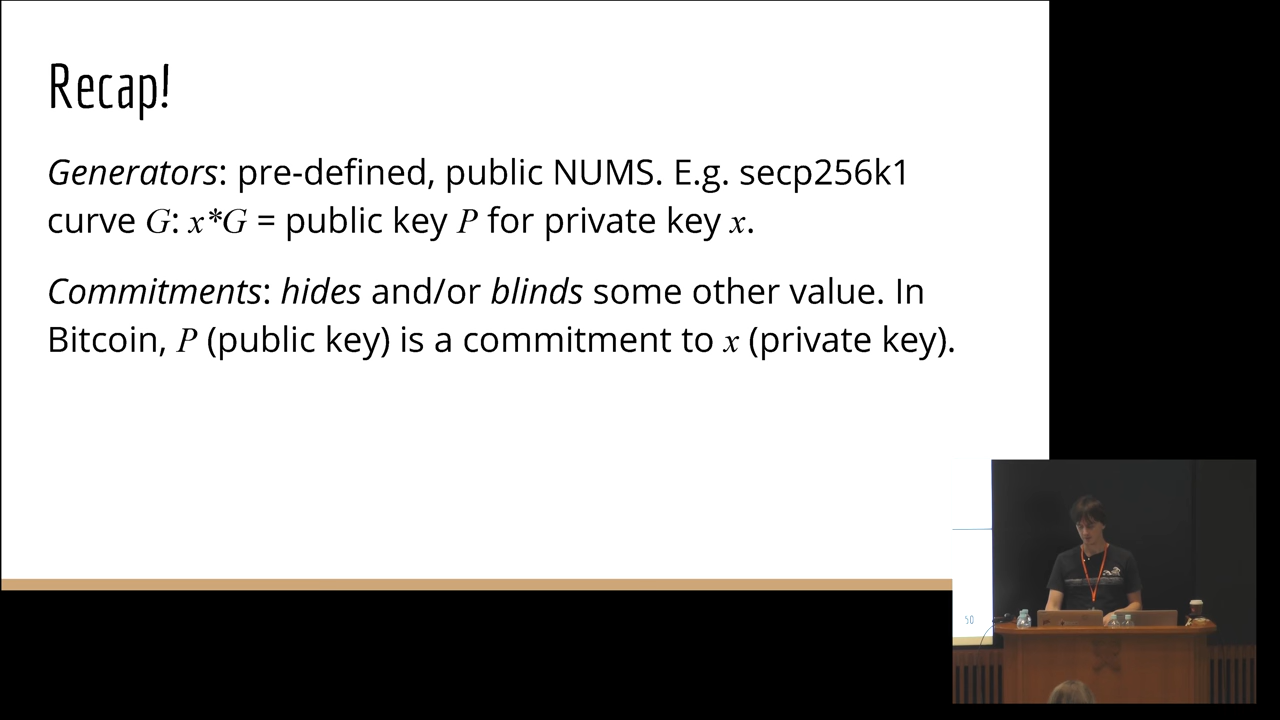 Recap!
Generators: pre-defined, public NUMS. E.g. secp256k1
curve G: x*G = public key P for private key x.
Commitments: hides and/or blinds some other value. In
Bitcoin, P (public key) is a commitment to x (private key).
50